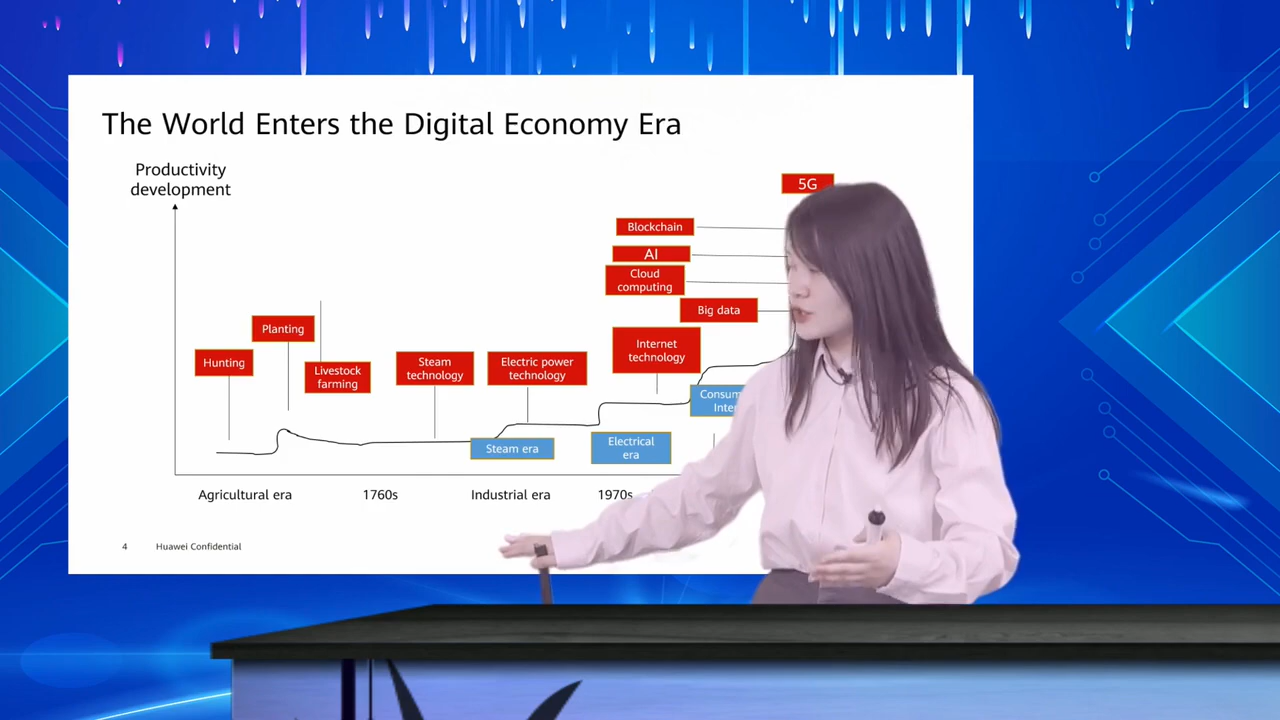 The World Enters the Digital Economy Era
Productivity
development
5G
Blockchain
AI
Cloud
computing
Big data
Planting
Hunting
Livestock
farming
Steam
technology
Electric power
technology
Internet
technology
Steam era
Electrical
era
Agricultural era
1760s
Industrial era
1970s
4
Huawei Confidential